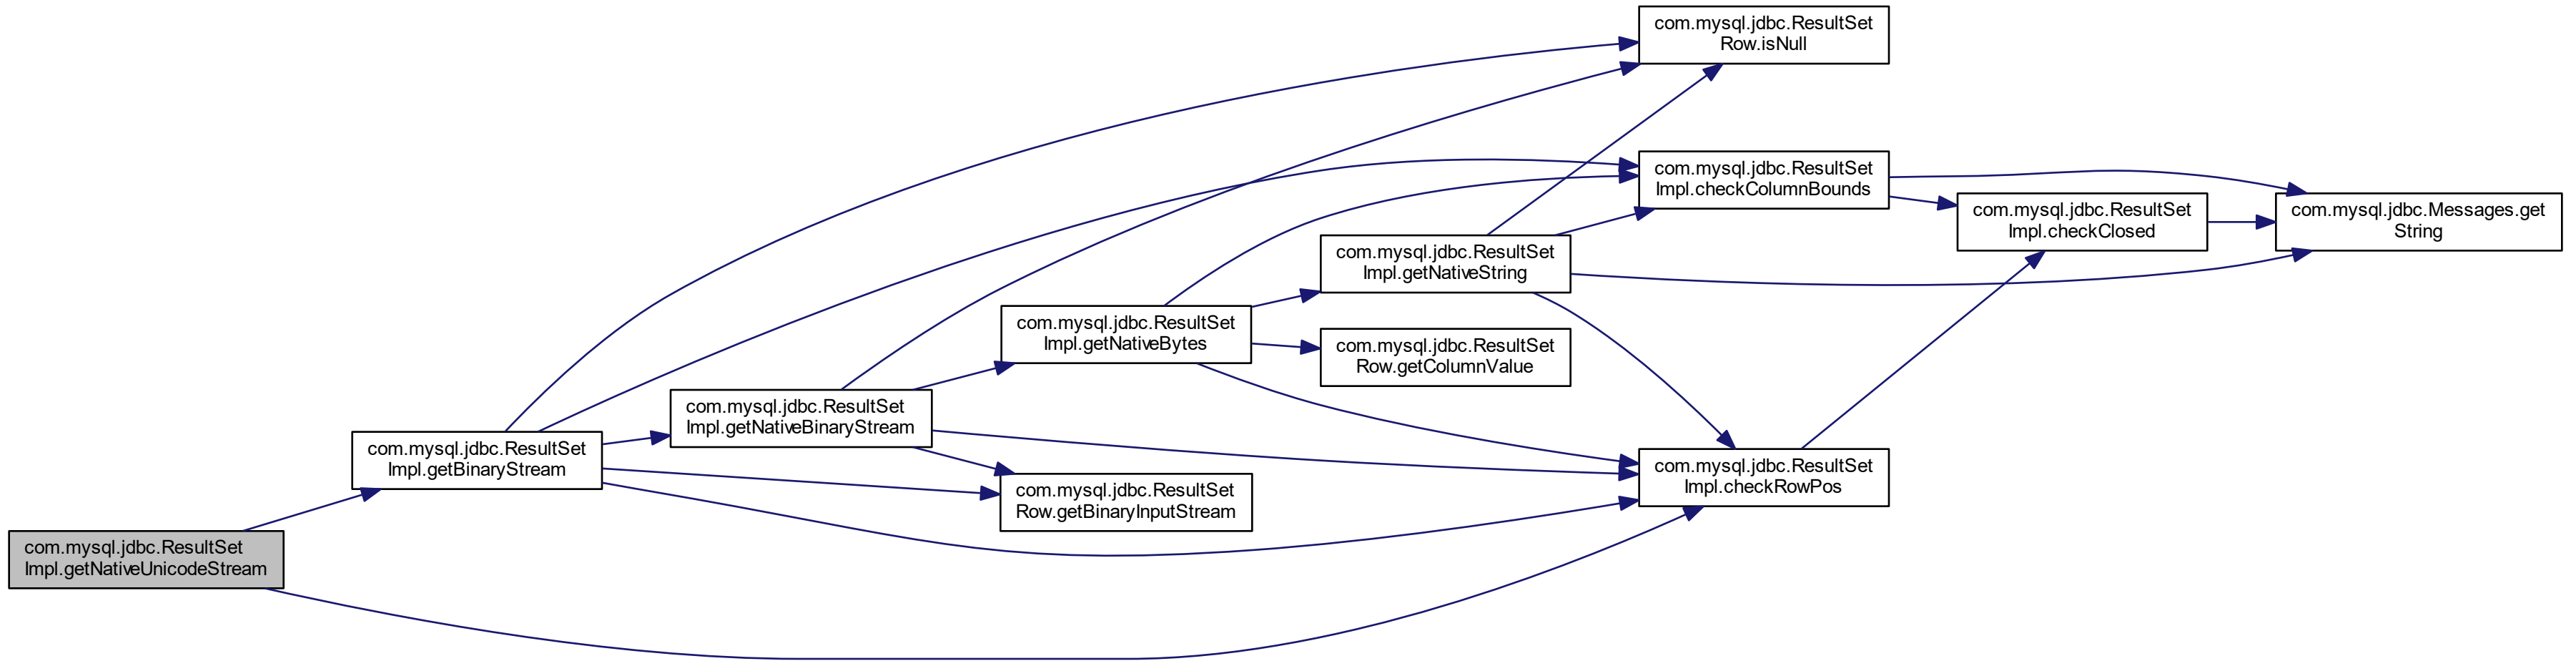 com.mysql.jdbc.ResultSet
Row.isNull
com.mysql.jdbc.ResultSet
Impl.checkColumnBounds
com.mysql.jdbc.ResultSet
Impl.checkClosed
com.mysql.jdbc.Messages.get
String
com.mysql.jdbc.ResultSet
Impl.getNativeString
com.mysql.jdbc.ResultSet
Impl.getNativeBytes
com.mysql.jdbc.ResultSet
Row.getColumnValue
com.mysql.jdbc.ResultSet
Impl.getNativeBinaryStream
com.mysql.jdbc.ResultSet
Impl.getBinaryStream
com.mysql.jdbc.ResultSet
Impl.checkRowPos
com.mysql.jdbc.ResultSet
Row.getBinaryInputStream
com.mysql.jdbc.ResultSet
Impl.getNativeUnicodeStream